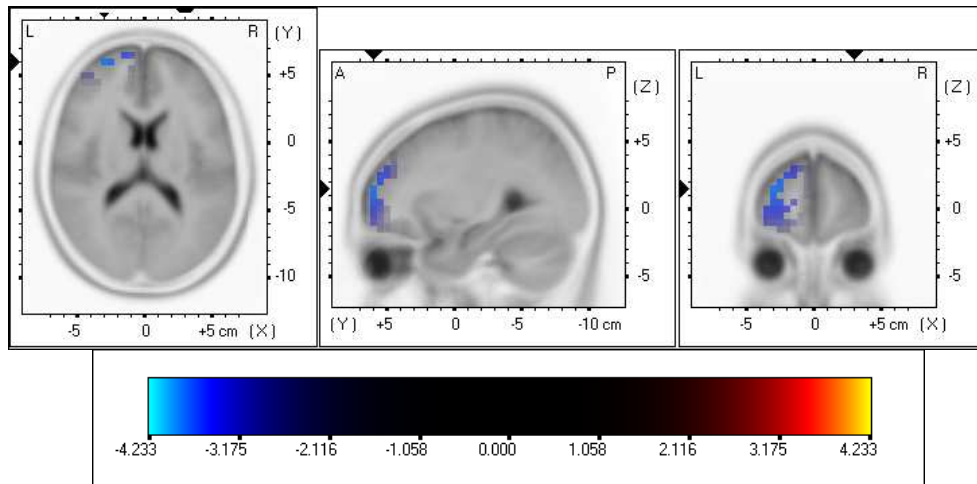 L R (Y)
+5
0
-5
-10
-5 0 +5 cm (X)
A P
(Z)
+5
0
-5
(Y) +5 0 -5 -10 cm
L R
(Z)
+5
0
-5
-5 0 +5 cm (X)
-4.233 -3.175 -2.116 -1.058 0.000 1.058 2.116 3.175 4.233